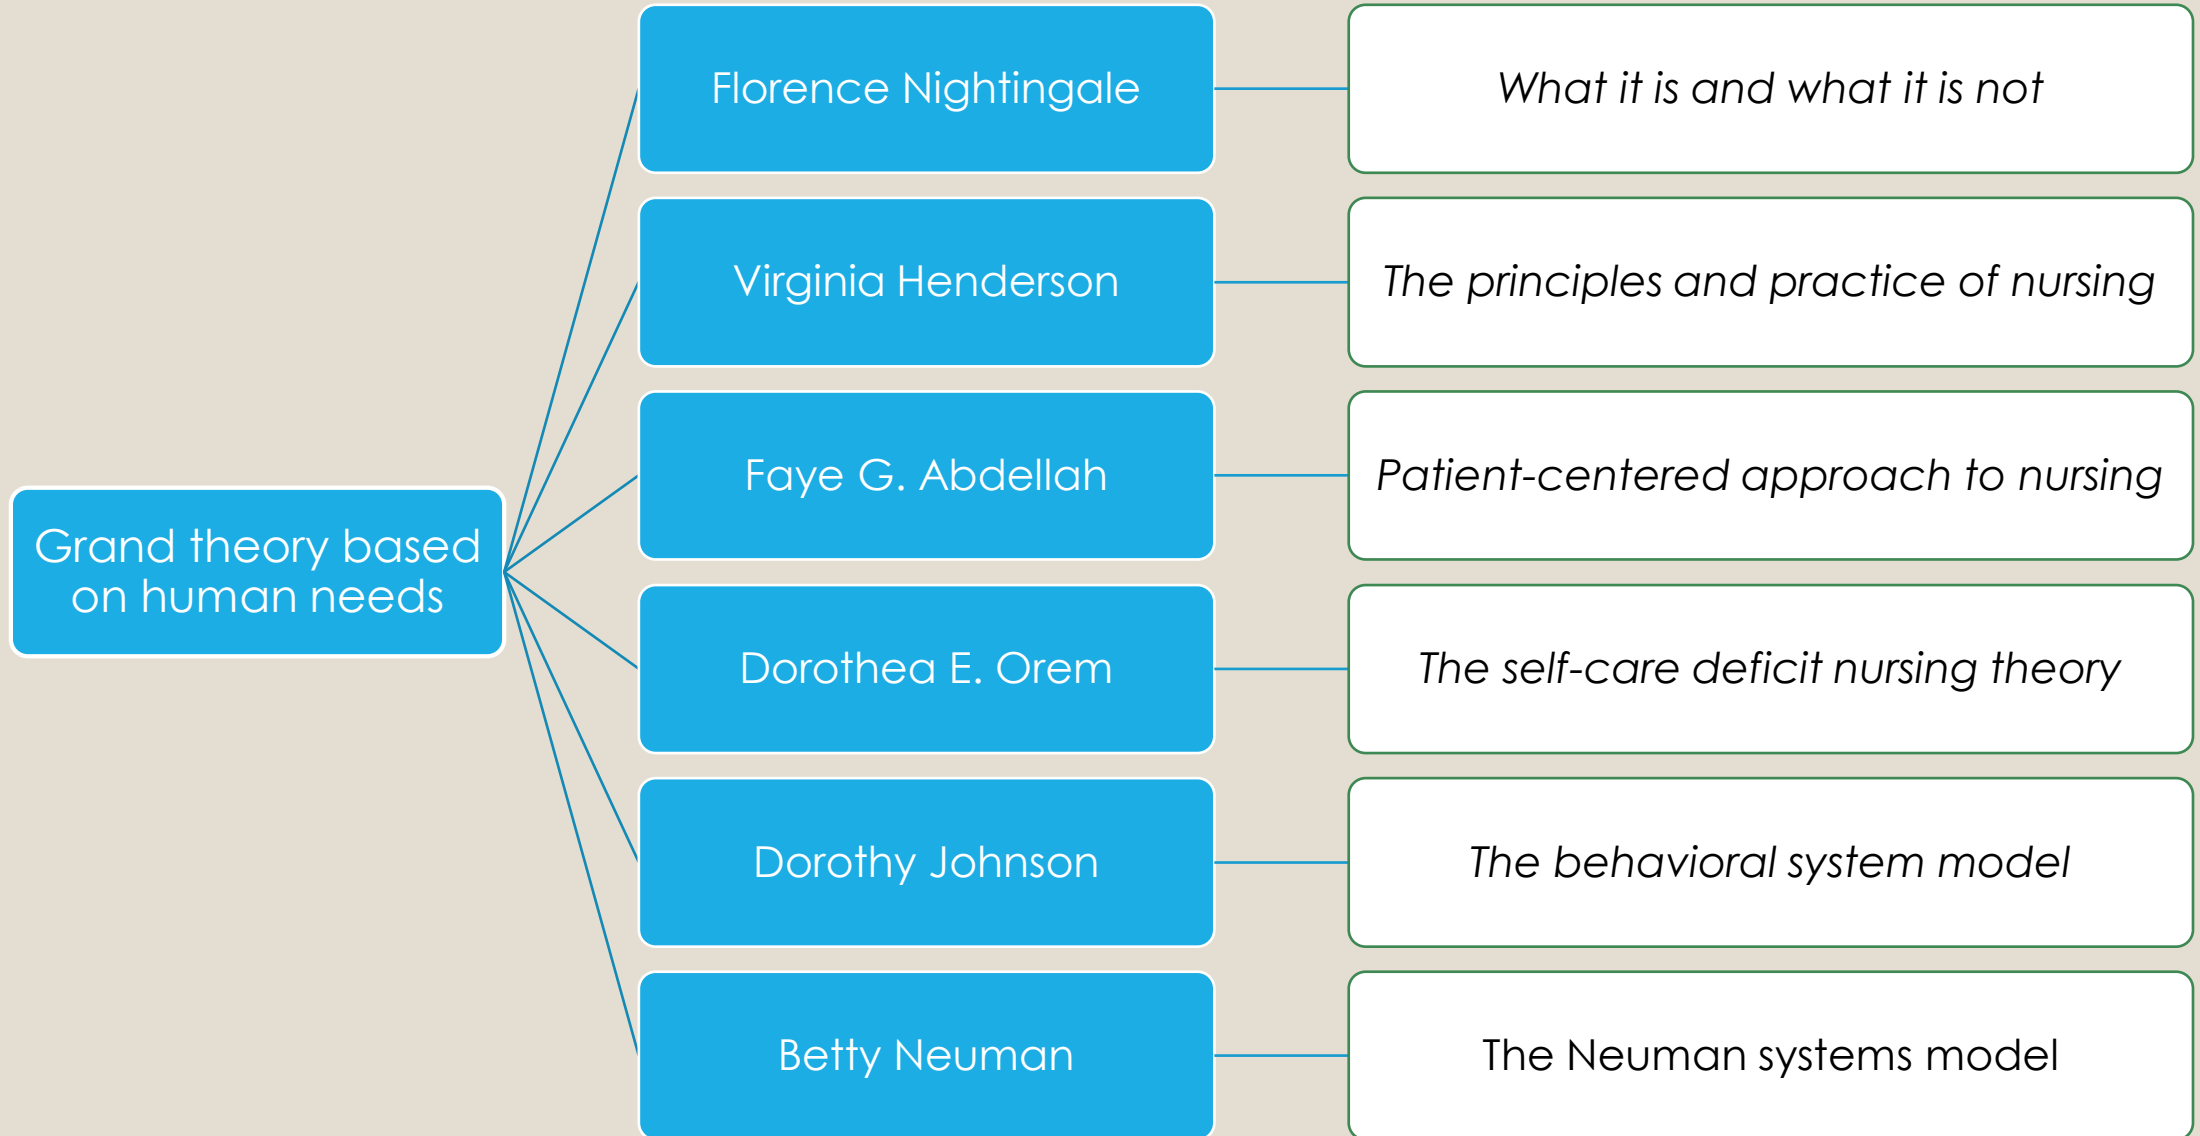 Grand theory based
on human needs
Florence Nightingale
What it is and what it is not
Virginia Henderson
The principles and practice of nursing
Faye G. Abdellah
Patient-centered approach to nursing
Dorothea E. Orem
The self-care deficit nursing theory
Dorothy Johnson
The behavioral system model
Betty Neuman
The Neuman systems model